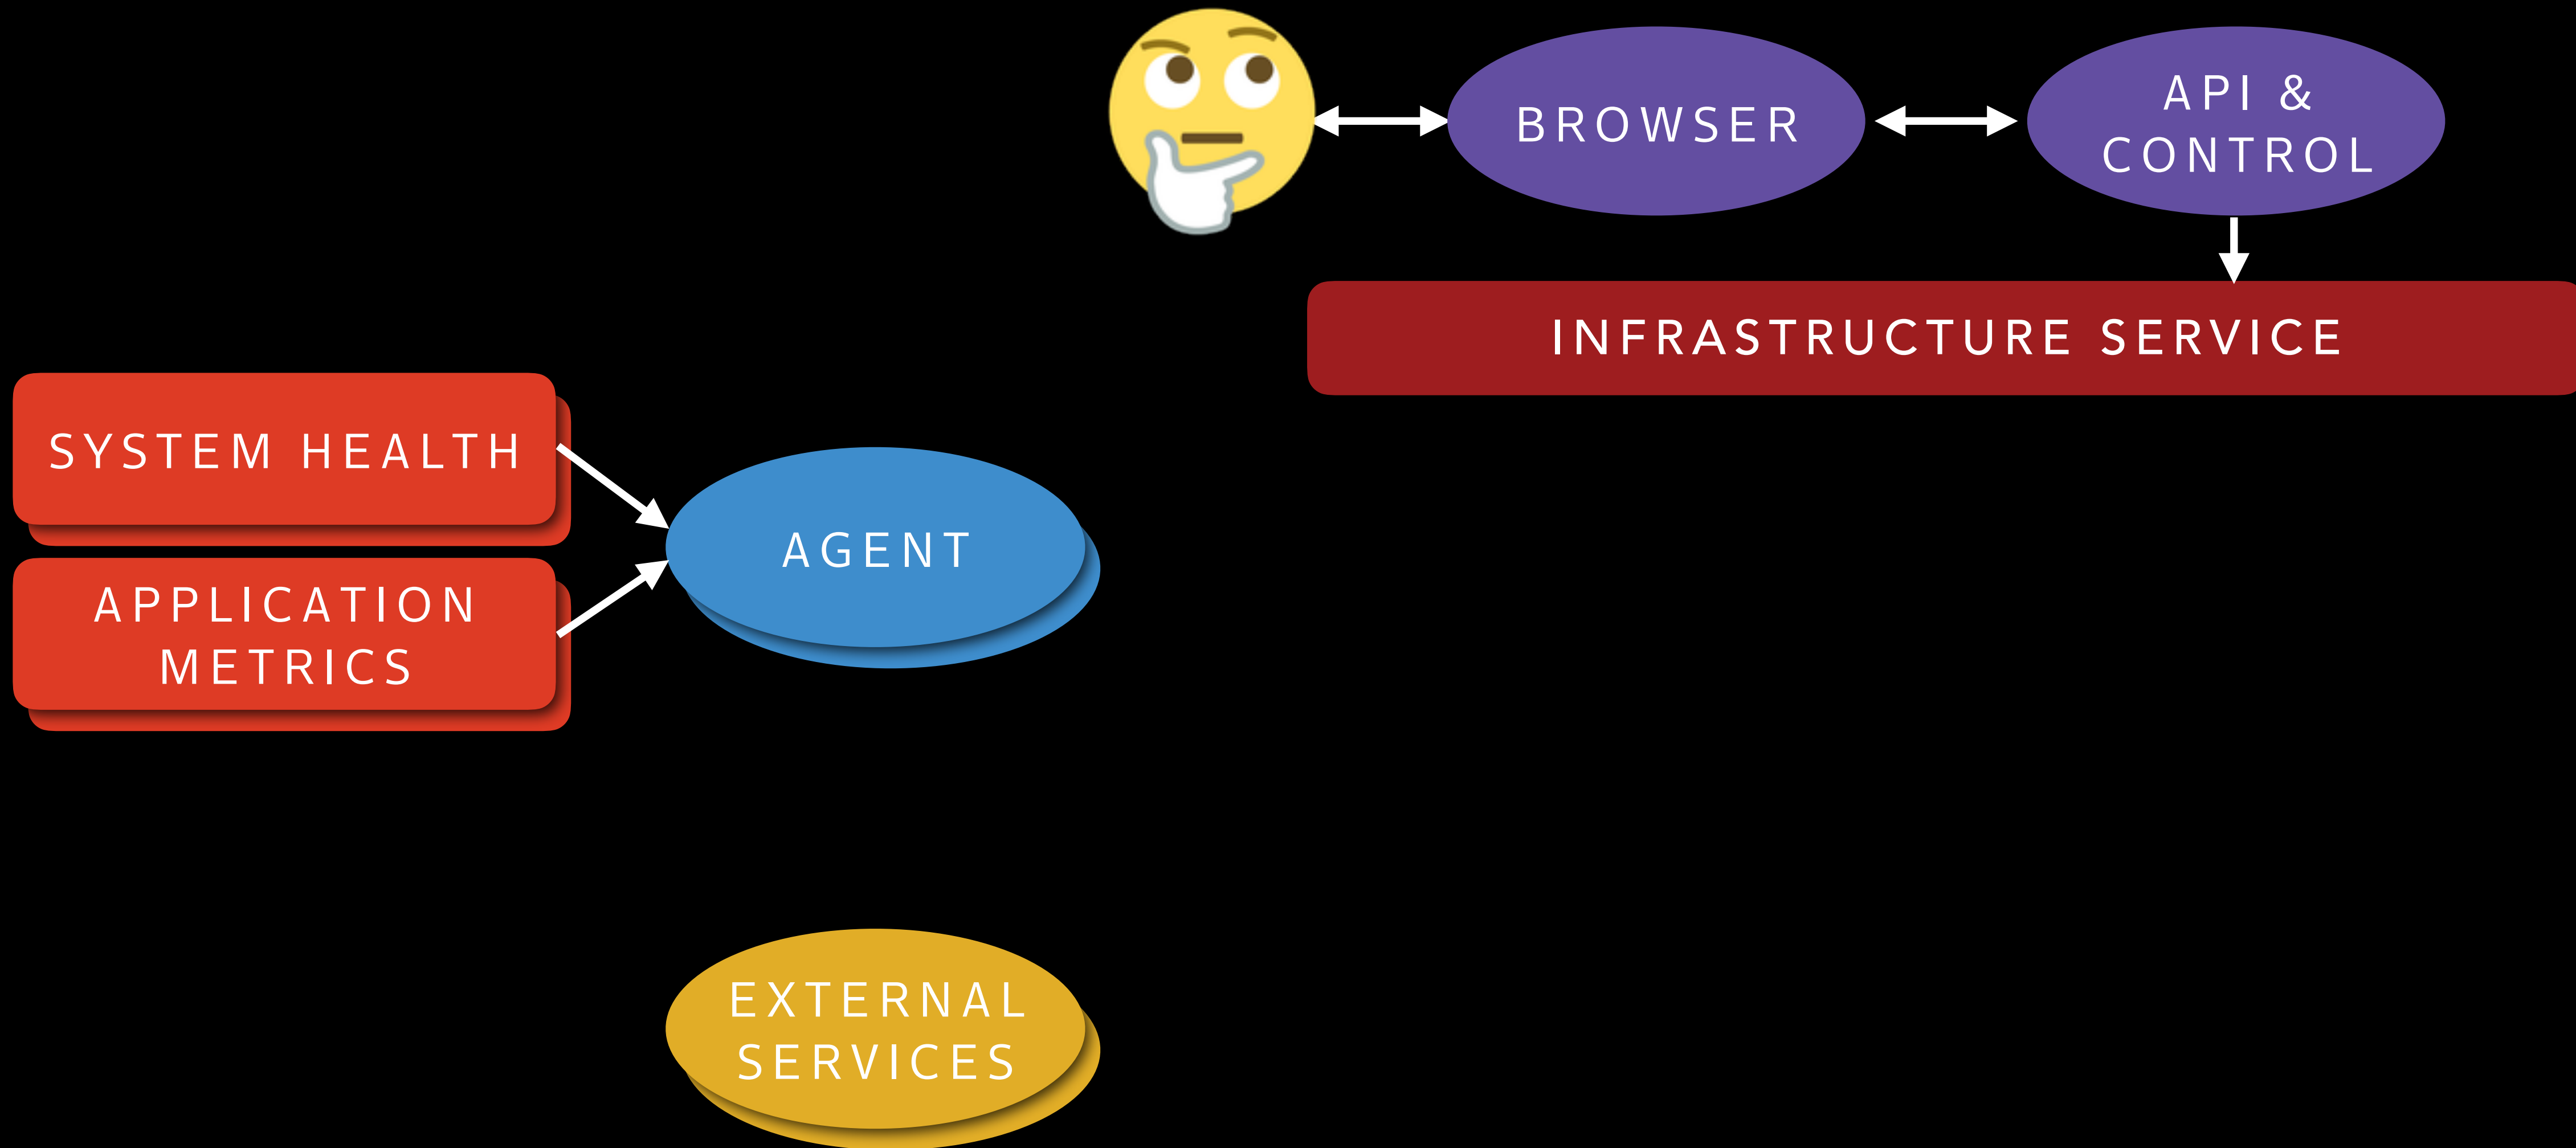 BROWSER
API &
CONTROL
INFRASTRUCTURE SERVICE
SYSTEM HEALTH
AGENT
APPLICATION
METRICS
EXTERNAL
SERVICES